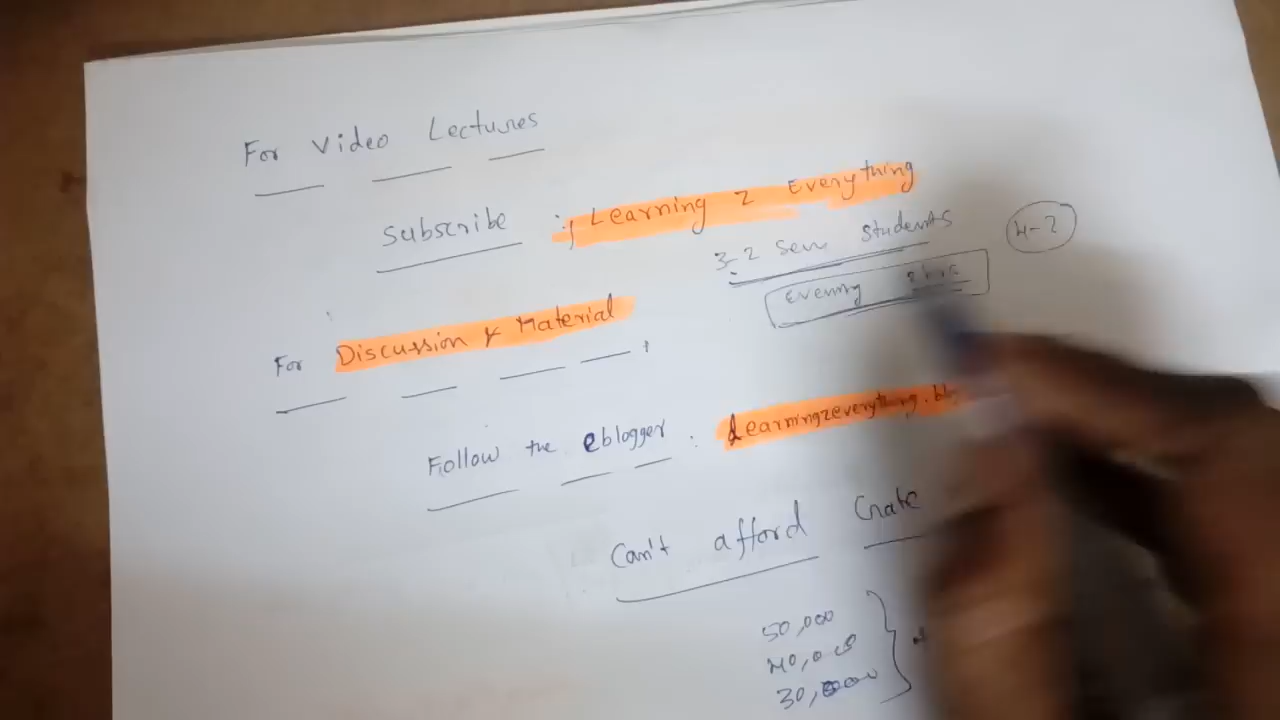 For Video Lectures
Subscribe : Learning 2 Everything
3-2 Sem Students
4-2
Evening 2hrs
For Discussion & Material
Follow the eblogger : Learning2everything.bl
Can't afford Gate
50,000
40,000
30,000